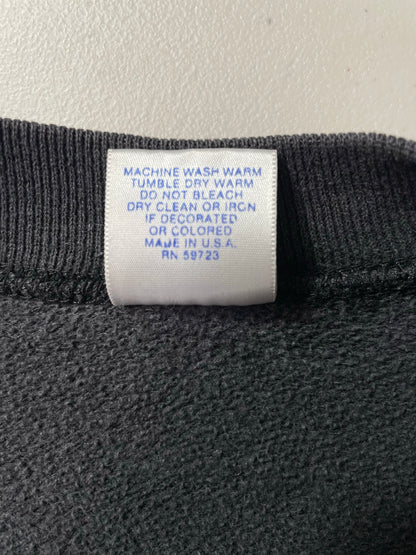 MACHINE WASH WARM
TUMBLE DRY WARM
DO NOT BLEACH
DRY CLEAN OR IRON
IF DECORATED
OR COLORED
MADE IN U.S.A.
RN 59723